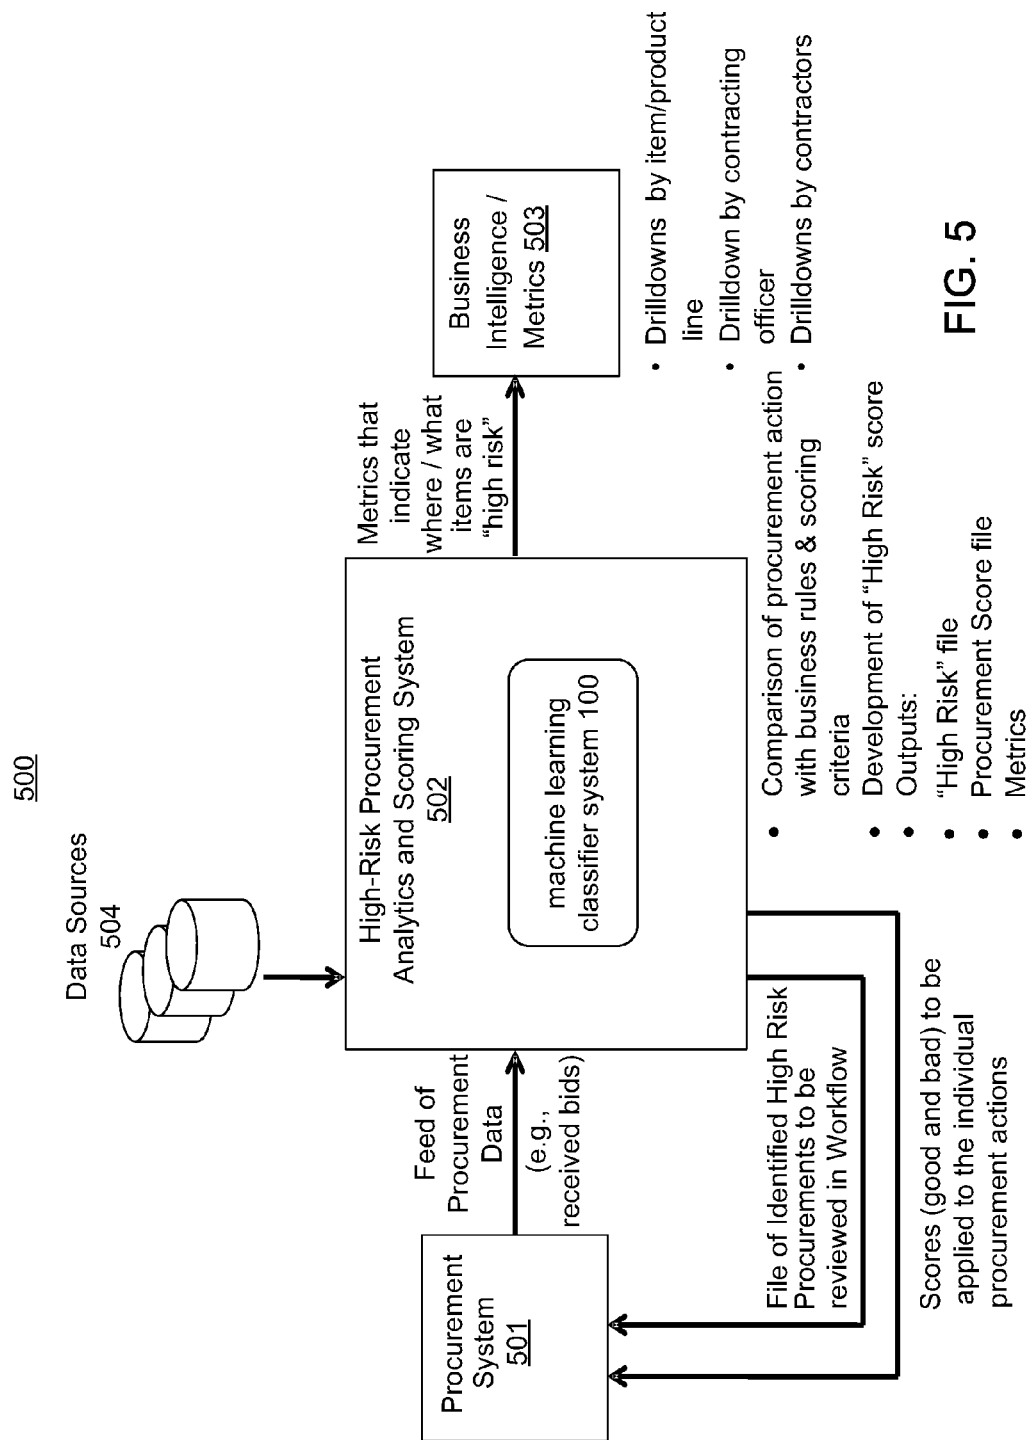 500
Data Sources
504
High-Risk Procurement
Analytics and Scoring System
502
machine learning
classifier system 100
Feed of
Procurement
Data
(e.g.,
received bids)
Procurement
System
501
Metrics that
indicate
where / what
items are
“high risk”
Business
Intelligence /
Metrics 503
• Drilldowns by item/product
line
• Drilldown by contracting
officer
• Drilldowns by contractors
File of Identified High Risk
Procurements to be
reviewed in Workflow
Scores (good and bad) to be
applied to the individual
procurement actions
• Comparison of procurement action
with business rules & scoring
criteria
• Development of “High Risk” score
• Outputs:
• “High Risk” file
• Procurement Score file
• Metrics
FIG. 5